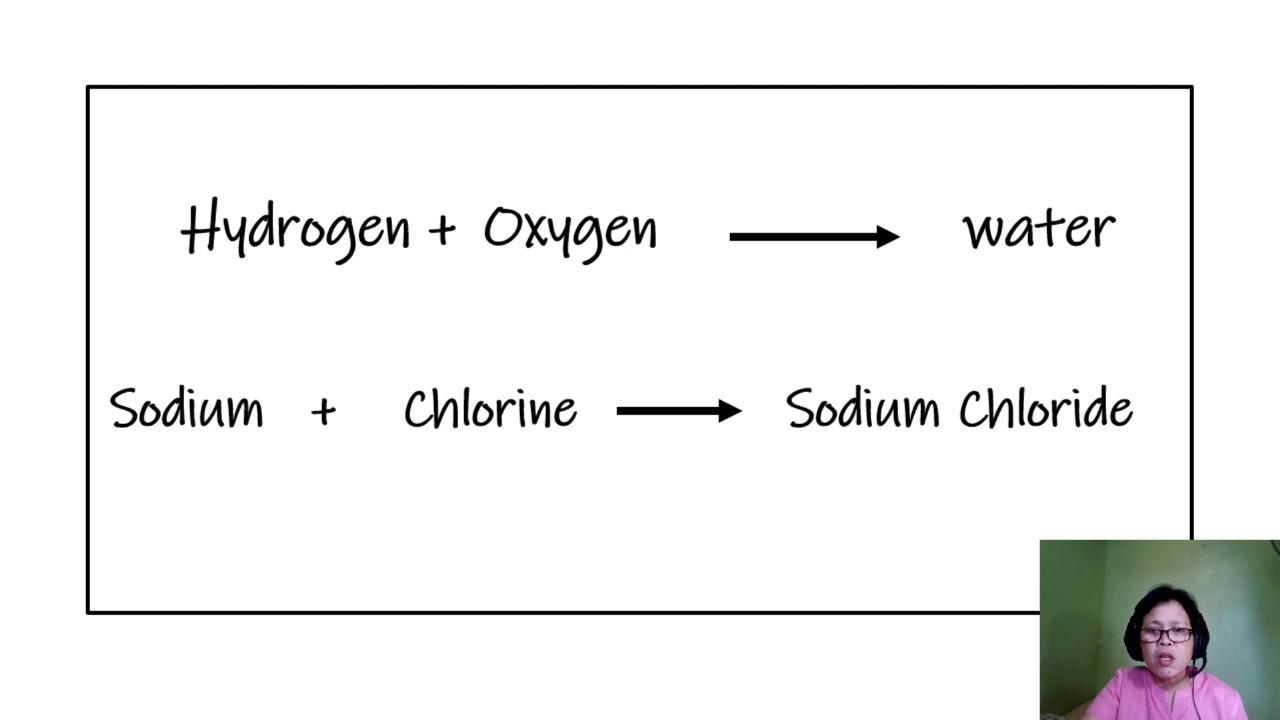 Hydrogen + Oxygen → water
Sodium + Chlorine → Sodium Chloride